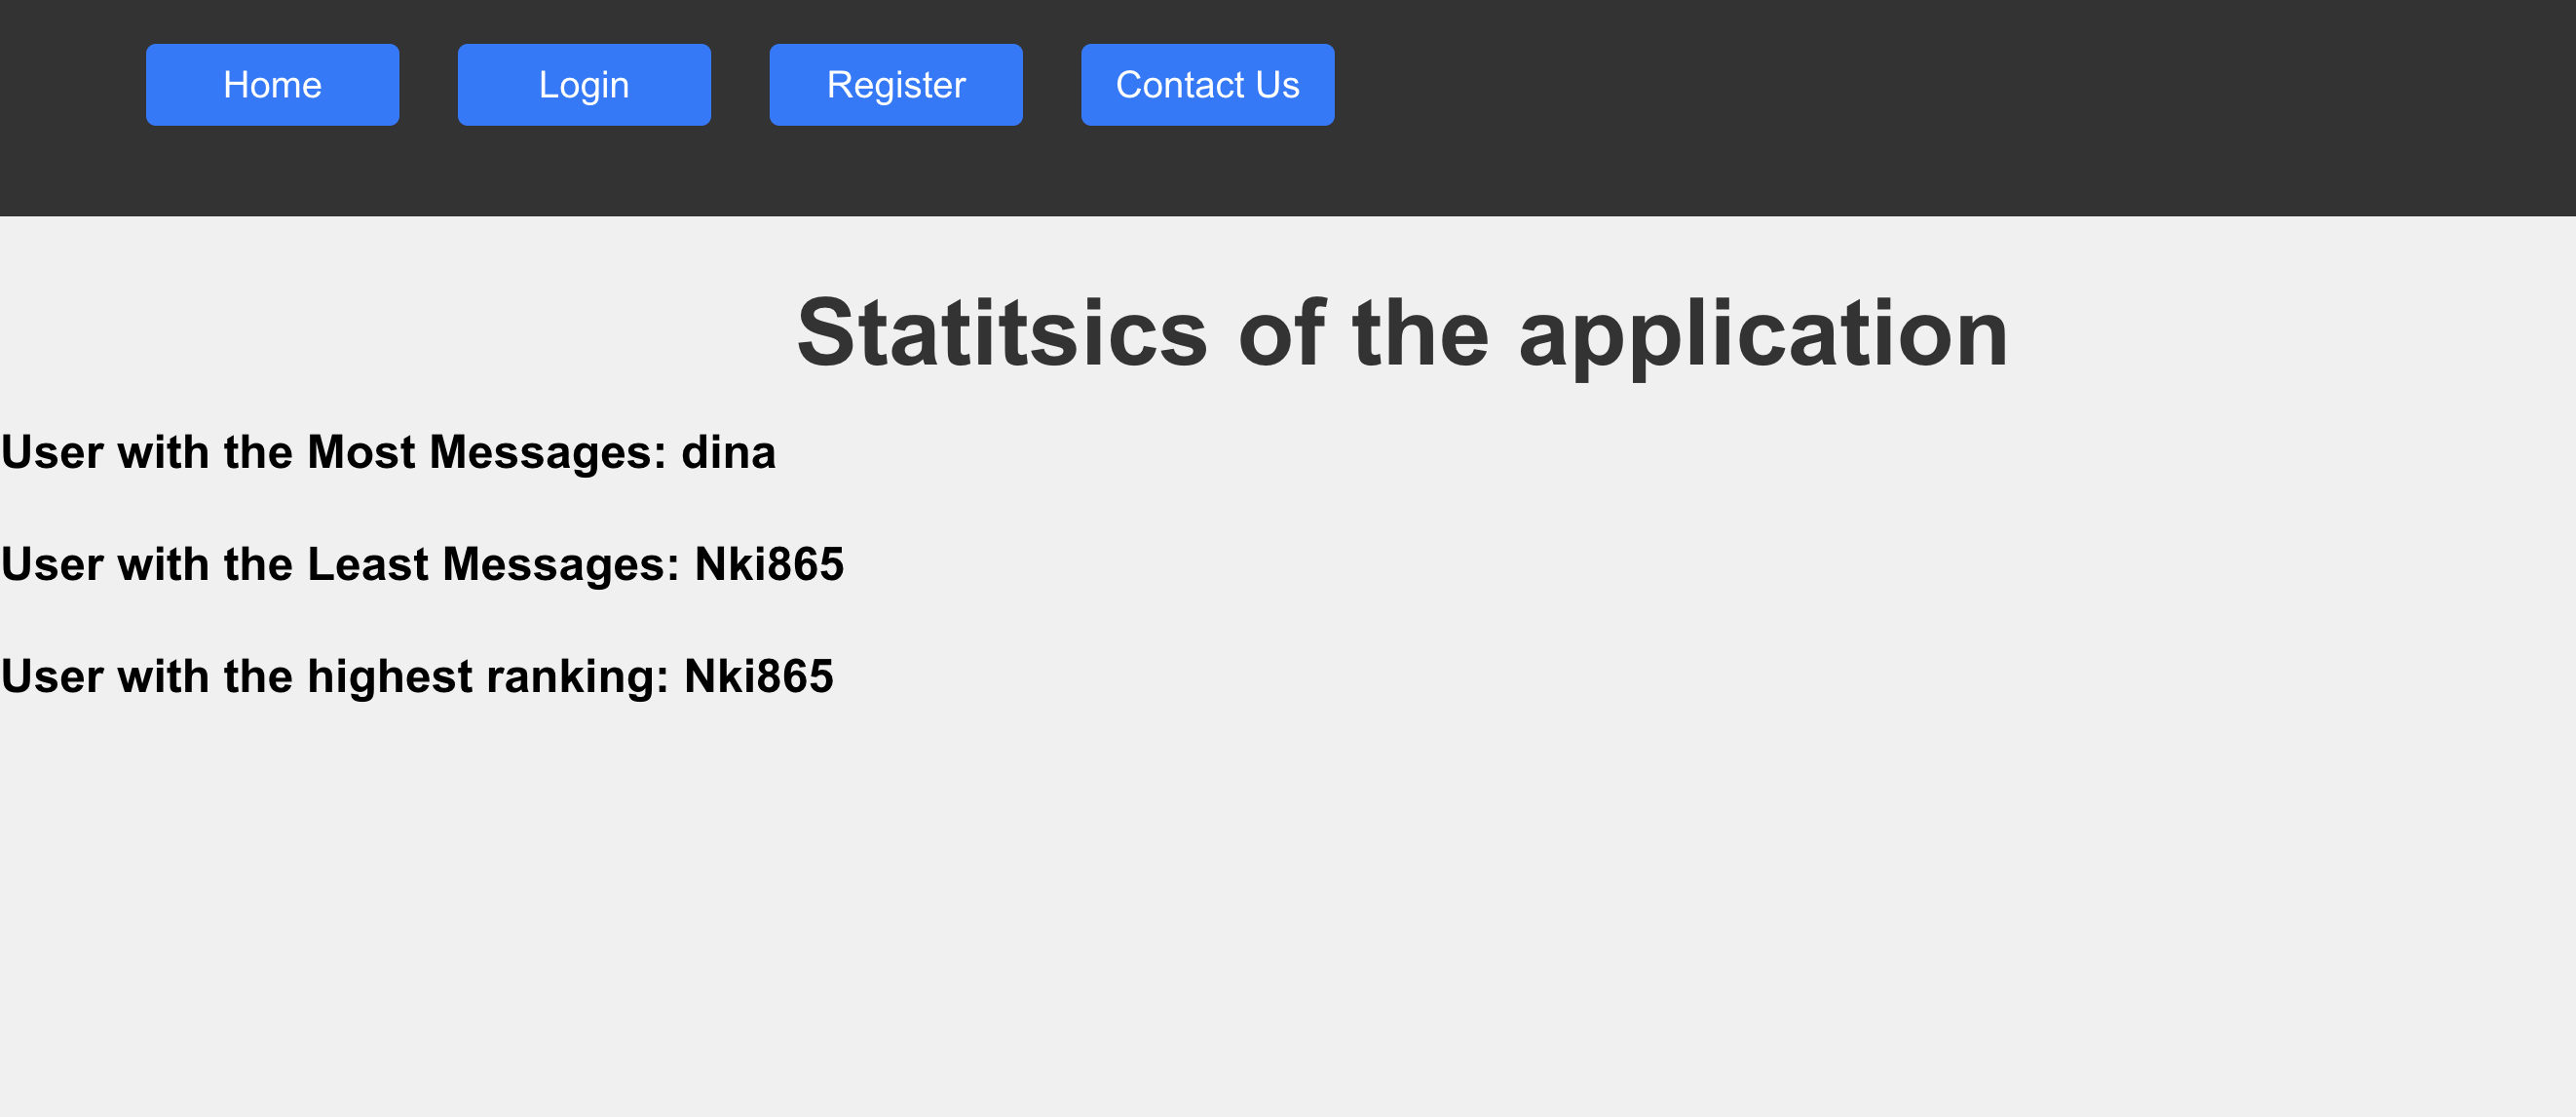 Home Login Register Contact Us
Statitsics of the application
User with the Most Messages: dina
User with the Least Messages: Nki865
User with the highest ranking: Nki865